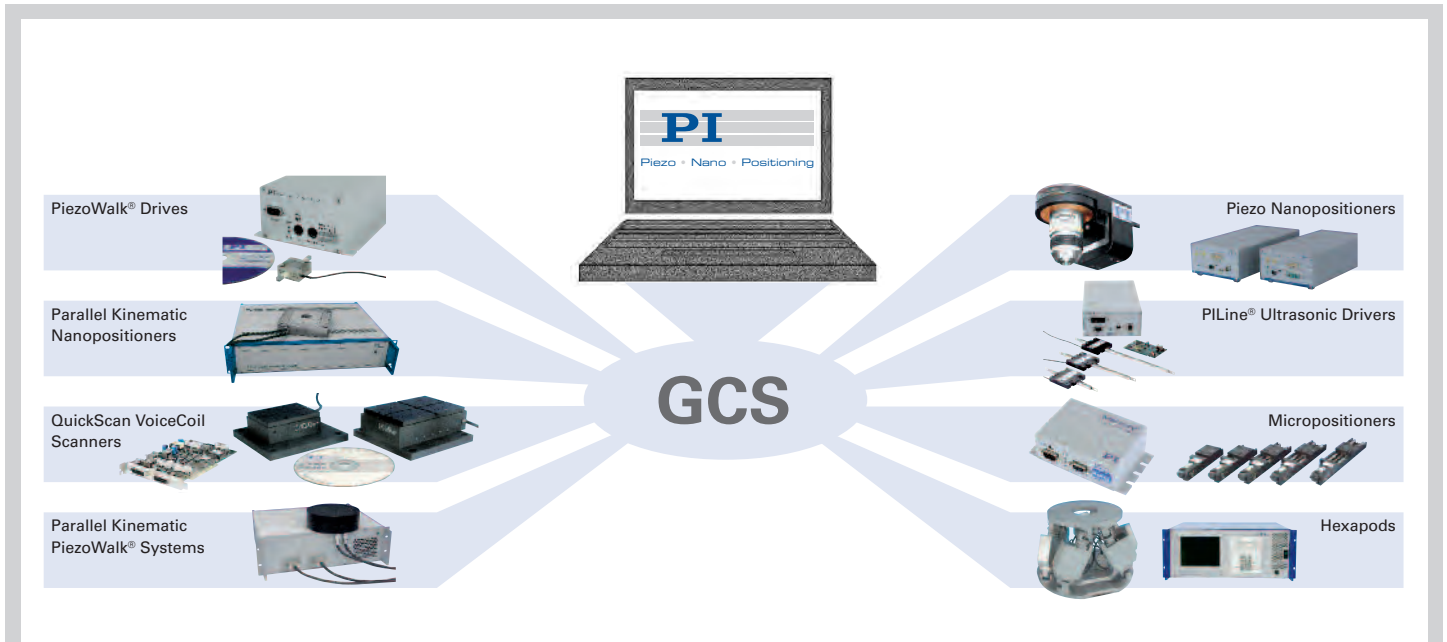 PI
Piezo • Nano • Positioning
PiezoWalk® Drives
Parallel Kinematic
Nanopositioners
QuickScan VoiceCoil
Scanners
Parallel Kinematic
PiezoWalk® Systems
GCS
Piezo Nanopositioners
PILine® Ultrasonic Drivers
Micropositioners
Hexapods